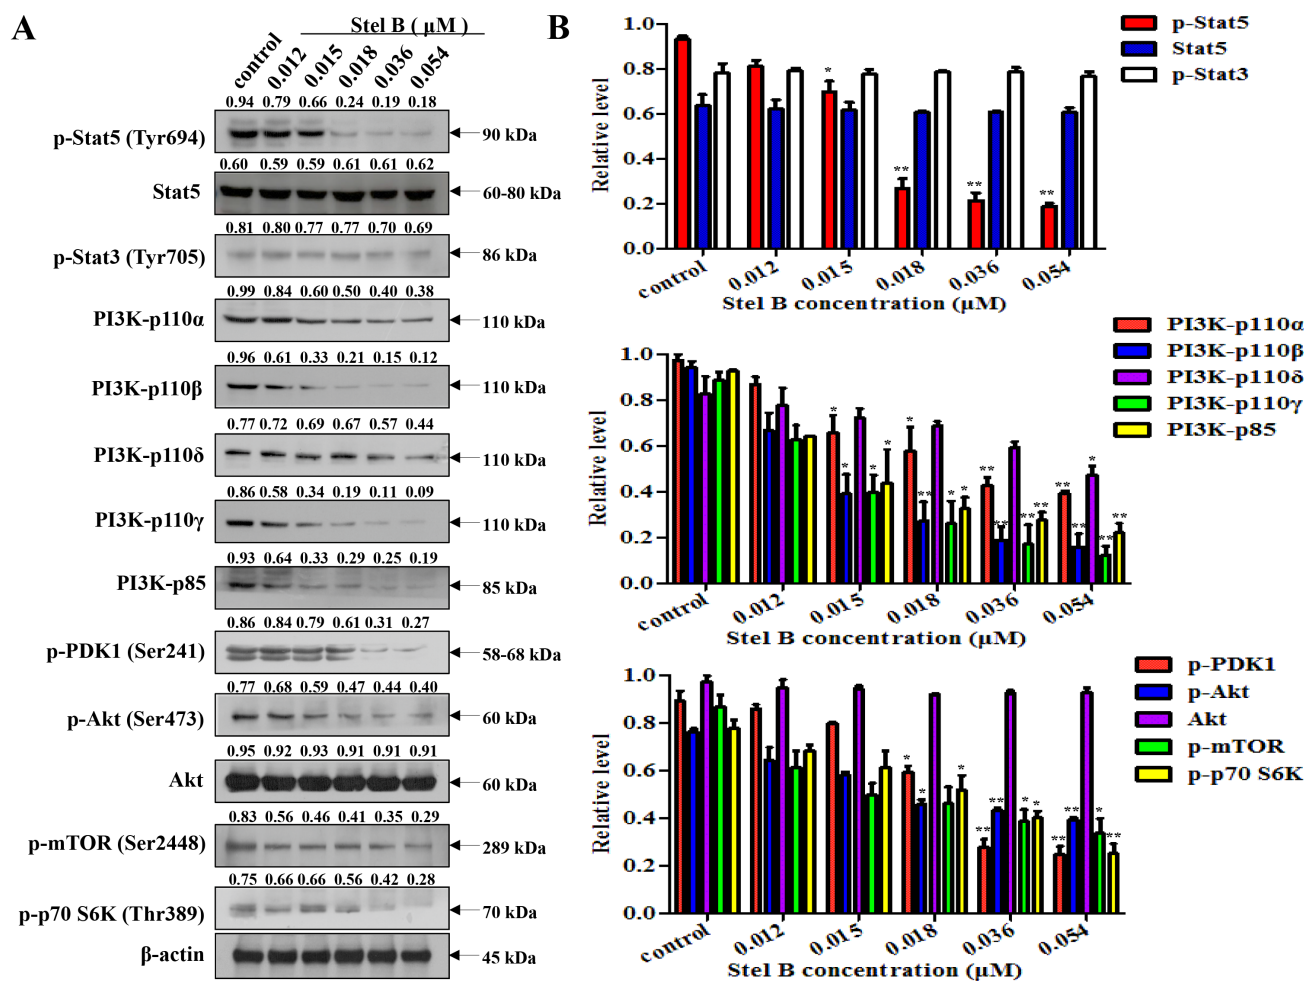 A
Stel B ( μM )
control 0.012 0.015 0.018 0.036 0.054
0.94 0.79 0.66 0.24 0.19 0.18
p-Stat5 (Tyr694) 90 kDa
0.60 0.59 0.59 0.61 0.61 0.62
Stat5 60-80 kDa
0.81 0.80 0.77 0.77 0.70 0.69
p-Stat3 (Tyr705) 86 kDa
0.99 0.84 0.60 0.50 0.40 0.38
PI3K-p110α 110 kDa
0.96 0.61 0.33 0.21 0.15 0.12
PI3K-p110β 110 kDa
0.77 0.72 0.69 0.67 0.57 0.44
PI3K-p110δ 110 kDa
0.86 0.58 0.34 0.19 0.11 0.09
PI3K-p110γ 110 kDa
0.93 0.64 0.33 0.29 0.25 0.19
PI3K-p85 85 kDa
0.86 0.84 0.79 0.61 0.31 0.27
p-PDK1 (Ser241) 58-68 kDa
0.77 0.68 0.59 0.47 0.44 0.40
p-Akt (Ser473) 60 kDa
0.95 0.92 0.93 0.91 0.91 0.91
Akt 60 kDa
0.83 0.56 0.46 0.41 0.35 0.29
p-mTOR (Ser2448) 289 kDa
0.75 0.66 0.66 0.56 0.42 0.28
p-p70 S6K (Thr389) 70 kDa
β-actin 45 kDa
B
p-Stat5
Stat5
p-Stat3
Relative level
1.0
0.8
0.6
0.4
0.2
0.0
* ** ** **
control 0.012 0.015 0.018 0.036 0.054
Stel B concentration (μM)
PI3K-p110α
PI3K-p110β
PI3K-p110δ
PI3K-p110γ
PI3K-p85
Relative level
1.0
0.8
0.6
0.4
0.2
0.0
* * * * * ** * * ** ** ** ** ** ** * ** **
control 0.012 0.015 0.018 0.036 0.054
Stel B concentration (μM)
p-PDK1
p-Akt
Akt
p-mTOR
p-p70 S6K
Relative level
1.0
0.8
0.6
0.4
0.2
0.0
* * * ** ** * * ** ** * **
control 0.012 0.015 0.018 0.036 0.054
Stel B concentration (μM)